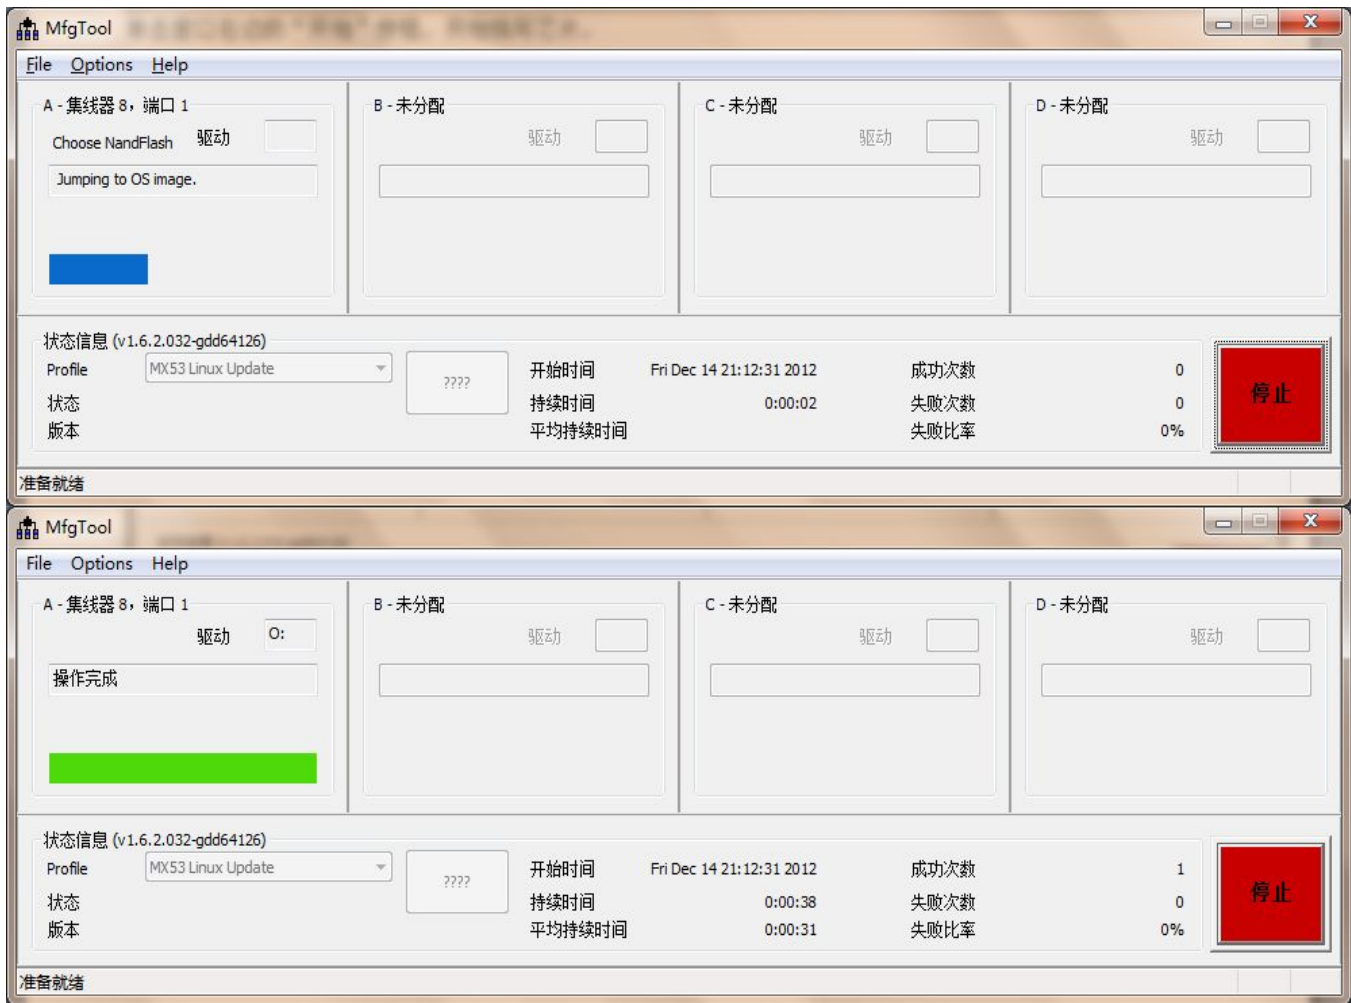 MfgTool
File Options Help
A - 集线器 8，端口 1
B - 未分配
C - 未分配
D - 未分配
Choose NandFlash 驱动
驱动
驱动
驱动
Jumping to OS image.
状态信息 (v1.6.2.032-gdd64126)
Profile MX53 Linux Update ???? 开始时间 Fri Dec 14 21:12:31 2012 成功次数 0
状态 持续时间 0:00:02 失败次数 0
版本 平均持续时间 失败比率 0%
停止
准备就绪
MfgTool
File Options Help
A - 集线器 8，端口 1
B - 未分配
C - 未分配
D - 未分配
驱动 O:
驱动
驱动
驱动
操作完成
状态信息 (v1.6.2.032-gdd64126)
Profile MX53 Linux Update ???? 开始时间 Fri Dec 14 21:12:31 2012 成功次数 1
状态 持续时间 0:00:38 失败次数 0
版本 平均持续时间 0:00:31 失败比率 0%
停止
准备就绪